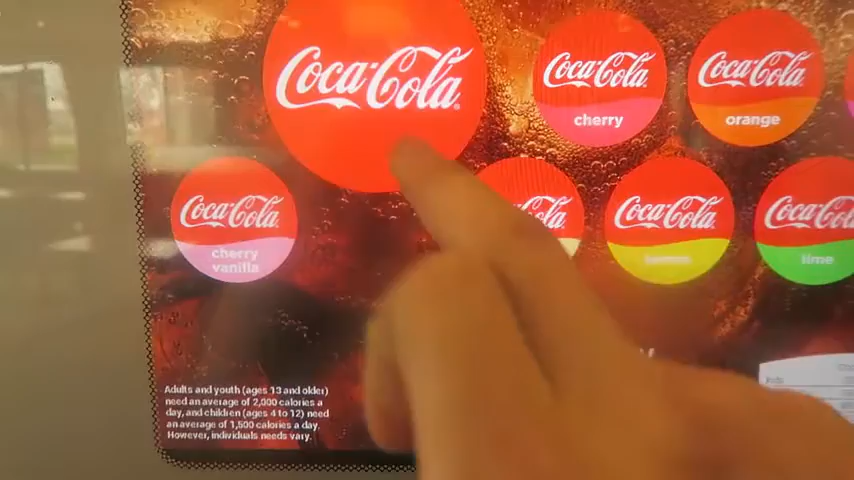 Coca-Cola
Coca-Cola
cherry
Coca-Cola
orange
Coca-Cola
cherry
vanilla
Coca-Cola
Coca-Cola
Coca-Cola
lime
Adults and youth (ages 13 and older)
need an average of 2,000 calories a
day, and children (ages 4 to 12) need
an average of 1,500 calories a day.
However, individuals needs vary.